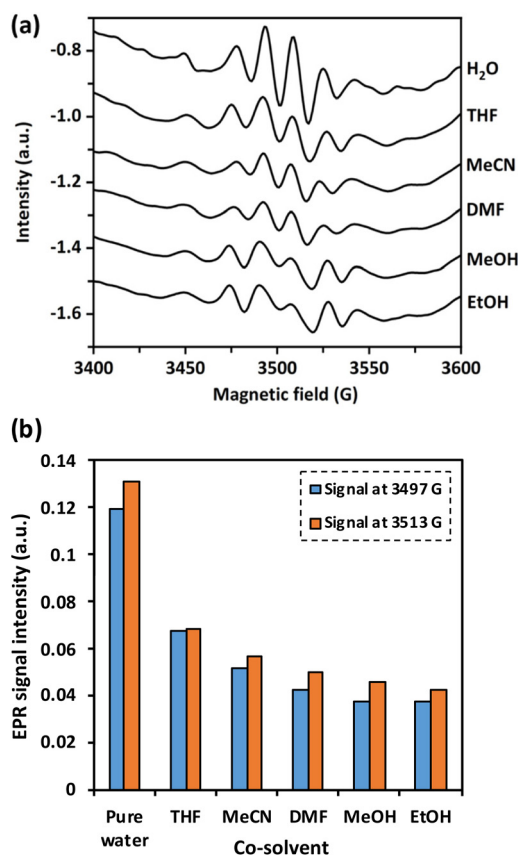 (a)
-0.8
-1.0
-1.2
-1.4
-1.6
Intensity (a.u.)
H₂O
THF
MeCN
DMF
MeOH
EtOH
3400
3450
3500
3550
3600
Magnetic field (G)
(b)
0.14
0.12
0.1
0.08
0.06
0.04
0.02
0
EPR signal intensity (a.u.)
Signal at 3497 G
Signal at 3513 G
Pure
water
THF
MeCN
DMF
MeOH
EtOH
Co-solvent